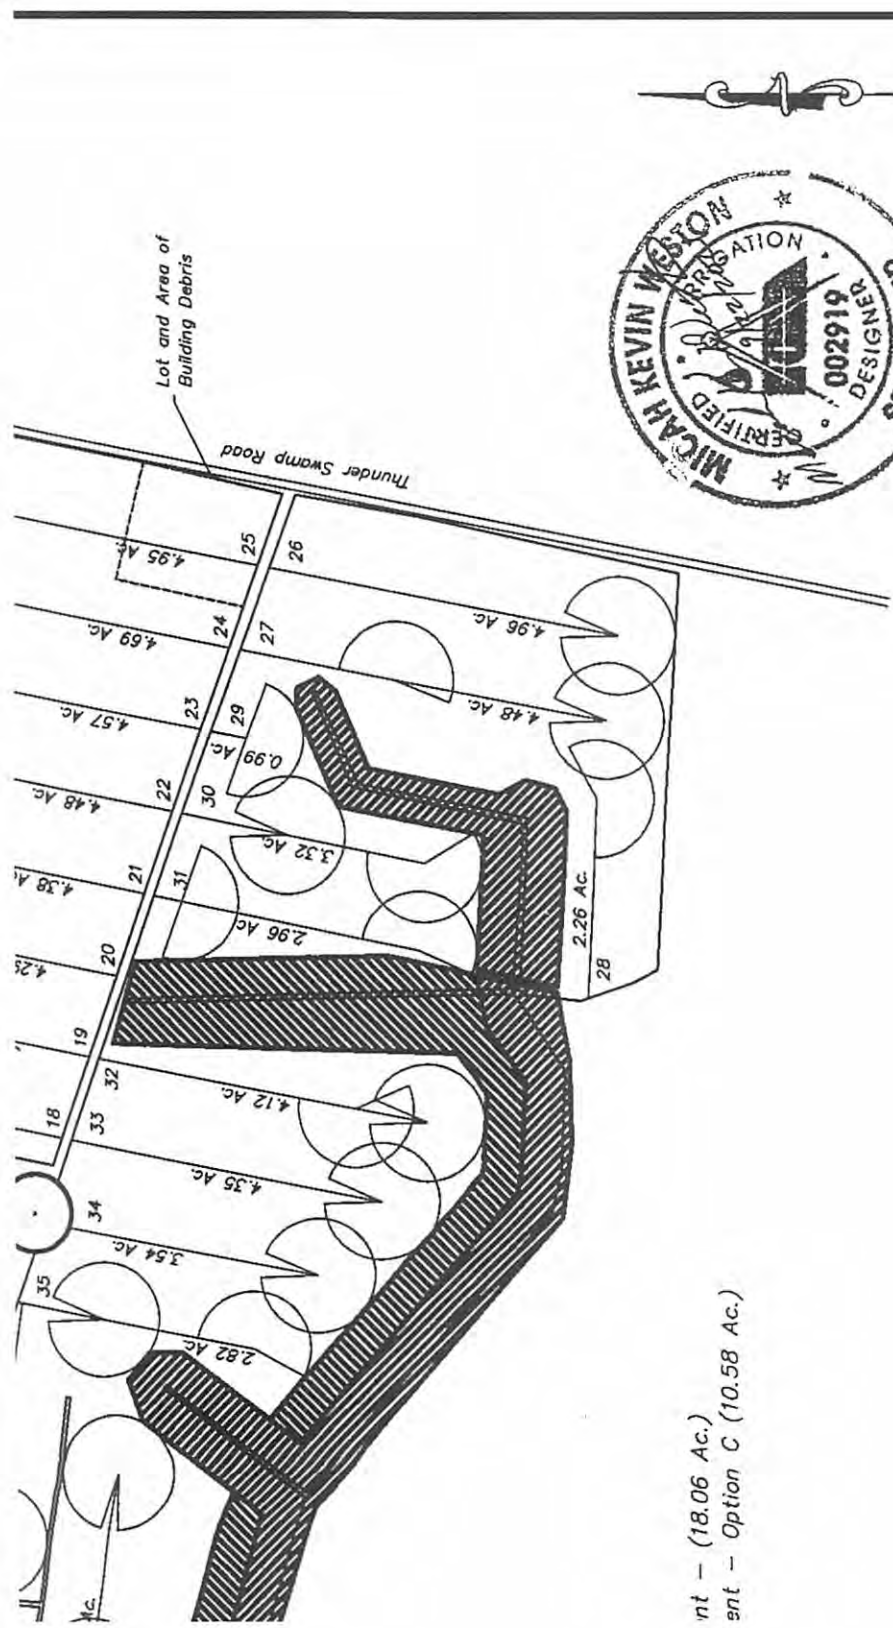 Lot and Area of
Building Debris
Thunder Swamp Road
4.95 Ac.
4.69 Ac.
4.57 Ac.
4.48 Ac.
4.38
4.2
25
24
23
22
21
20
19
18
26
27
29
30
31
32
33
34
35
28
4.96 Ac.
4.48 Ac.
0.99 Ac.
3.32 Ac.
2.96 Ac.
2.26 Ac.
4.12 Ac.
4.35 Ac.
3.54 Ac.
2.82 Ac.
Ac.
nt – (18.06 Ac.)
ent – Option C (10.58 Ac.)
MICAH KEVIN WESTON
CERTIFIED IRRIGATION
DESIGNER
002919